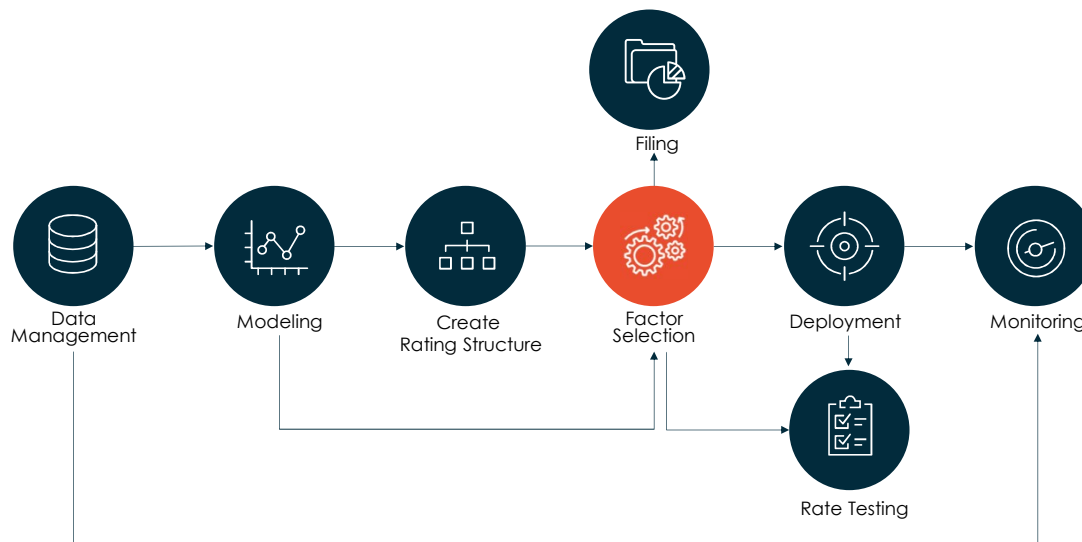 Filing
Data
Management
Modeling
Create
Rating Structure
Factor
Selection
Deployment
Monitoring
Rate Testing